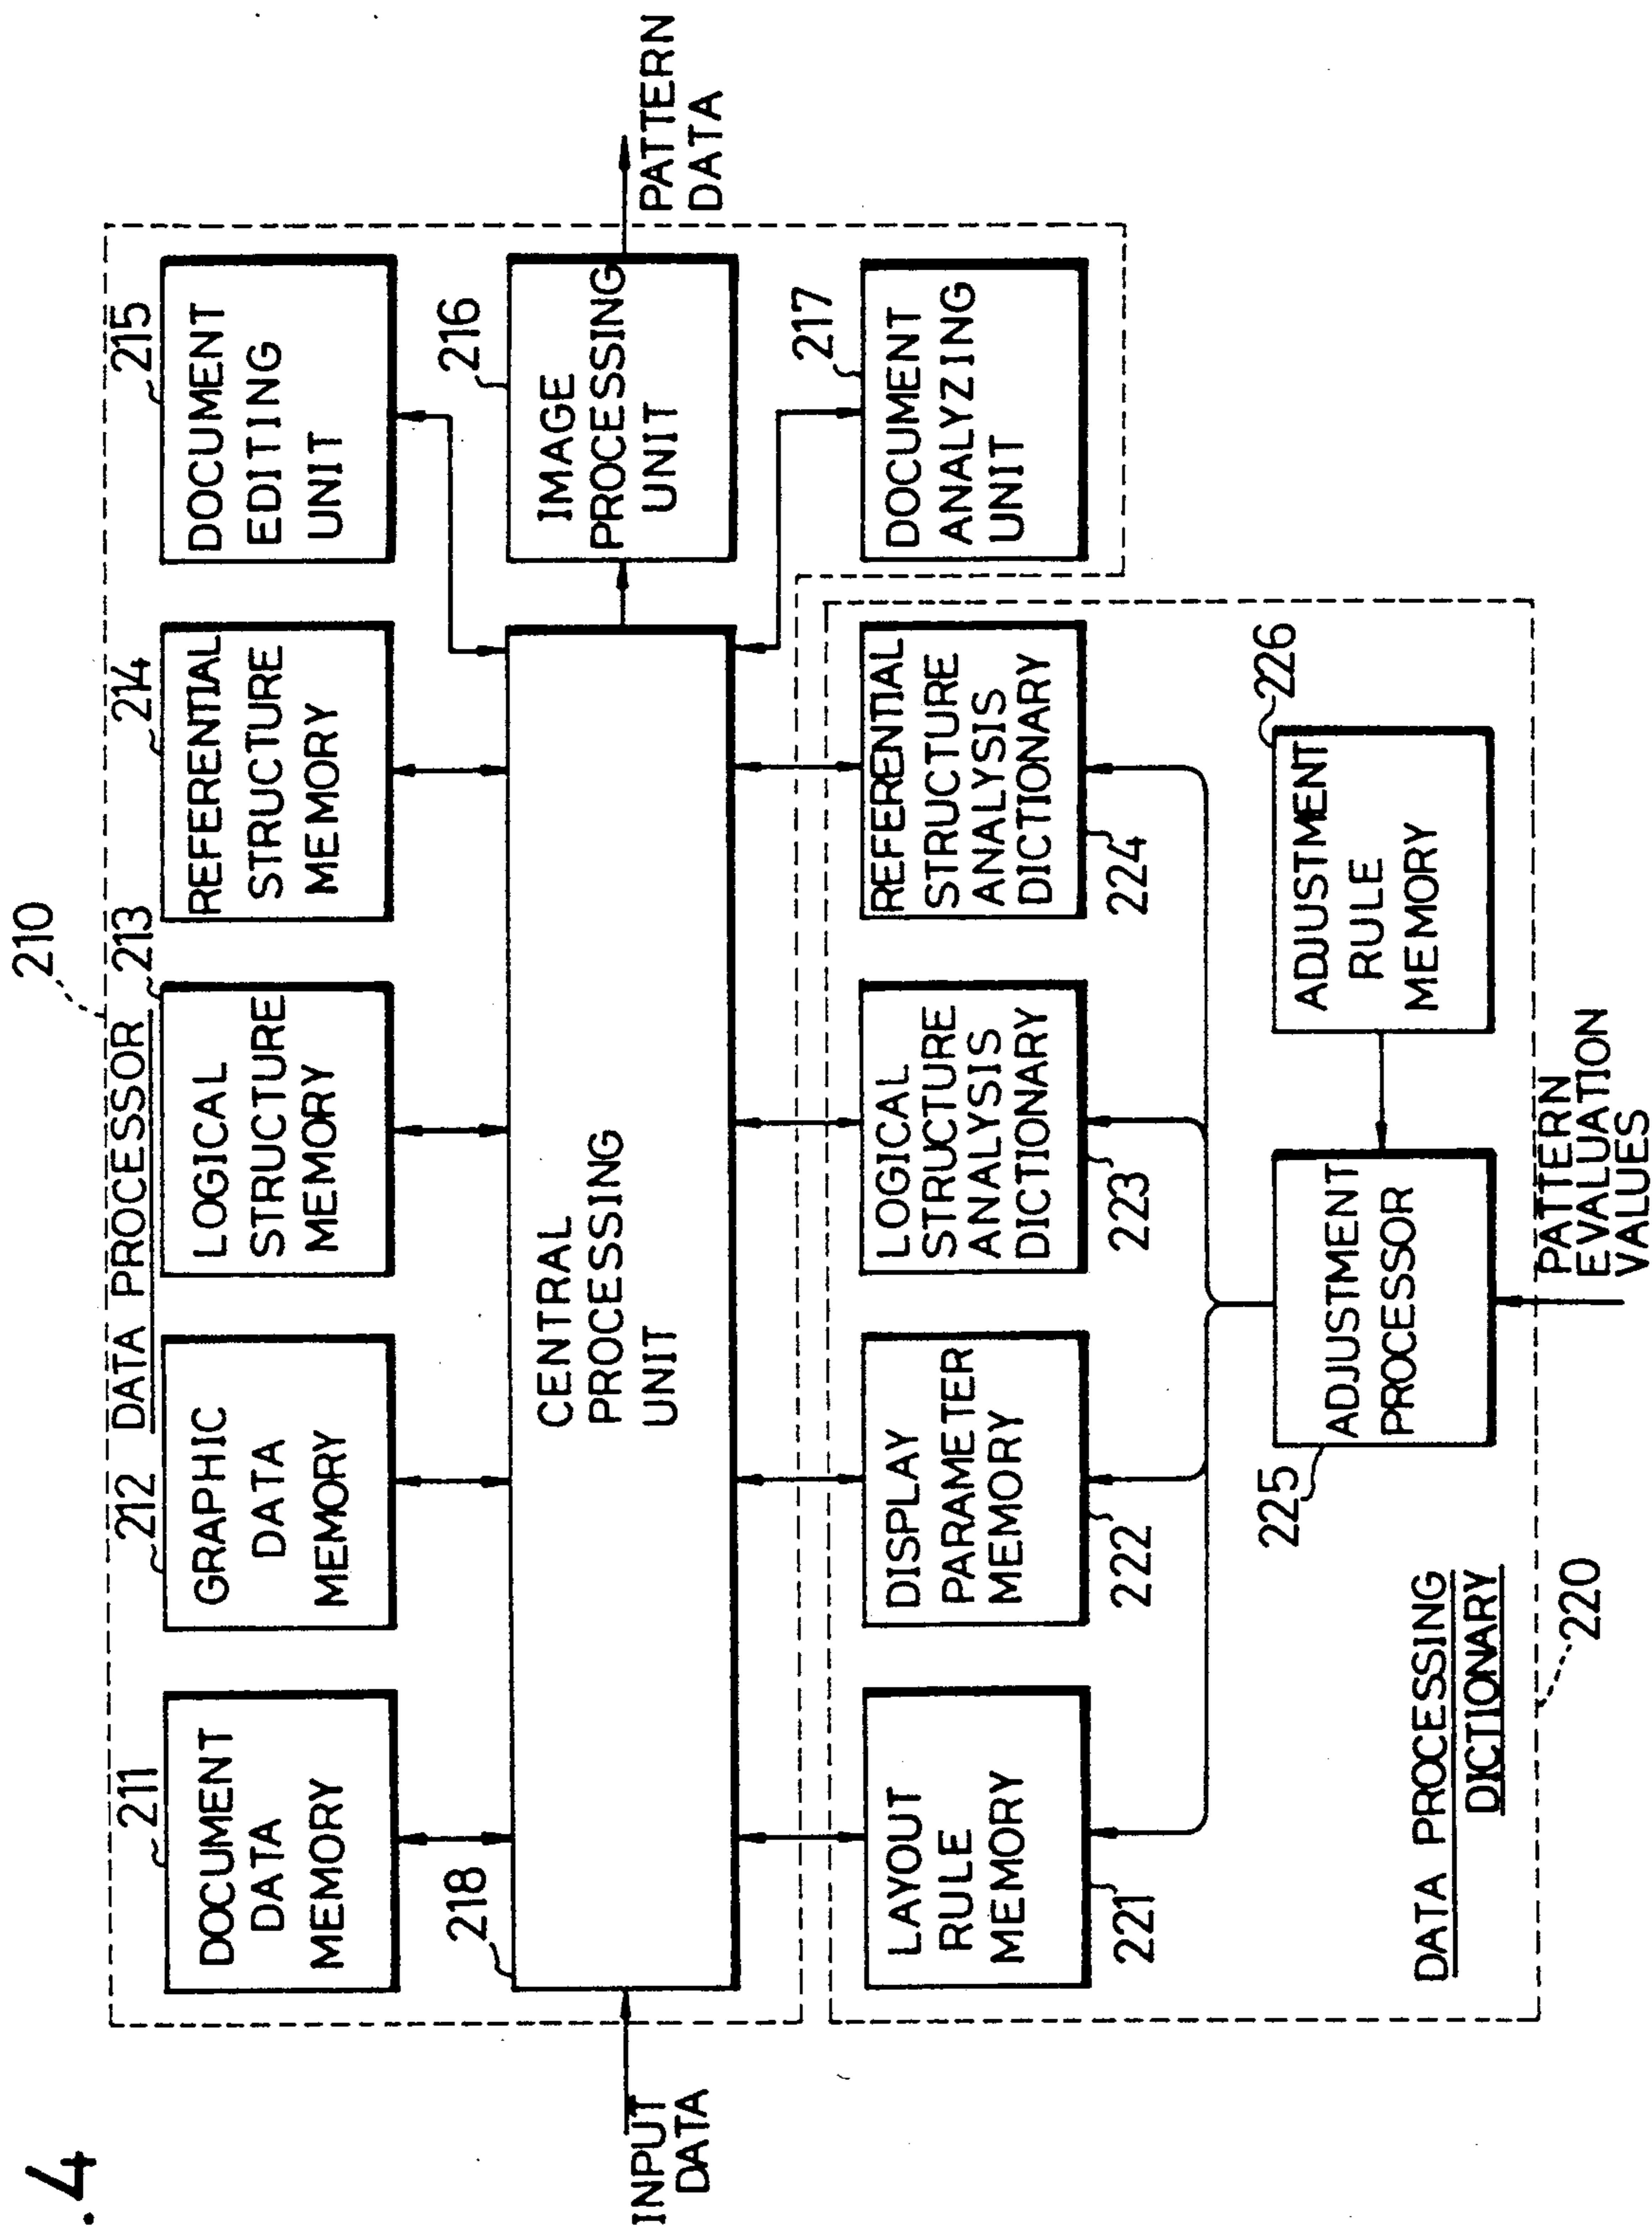 .4
210
DATA PROCESSOR
211
DOCUMENT
DATA
MEMORY
212
GRAPHIC
DATA
MEMORY
213
LOGICAL
STRUCTURE
MEMORY
214
REFERENTIAL
STRUCTURE
MEMORY
215
DOCUMENT
EDITING
UNIT
INPUT
DATA
218
CENTRAL
PROCESSING
UNIT
216
IMAGE
PROCESSING
UNIT
PATTERN
DATA
217
DOCUMENT
ANALYZING
UNIT
LAYOUT
RULE
MEMORY
221
DISPLAY
PARAMETER
MEMORY
222
LOGICAL
STRUCTURE
ANALYSIS
DICTIONARY
223
REFERENTIAL
STRUCTURE
ANALYSIS
DICTIONARY
224
225
ADJUSTMENT
PROCESSOR
226
ADJUSTMENT
RULE
MEMORY
DATA PROCESSING
DICTIONARY
220
PATTERN
EVALUATION
VALUES